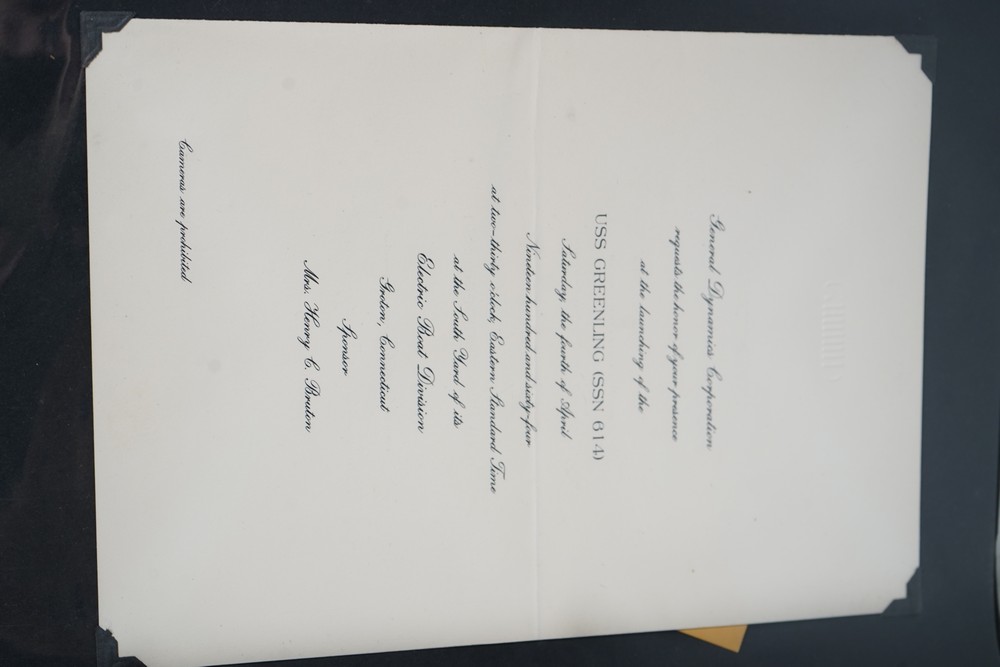 General Dynamics Corporation
requests the honor of your presence
at the launching of the
USS GREENLING (SSN 614)
Saturday, the fourth of April
Nineteen hundred and sixty-four
at two-thirty o'clock, Eastern Standard Time
at the South Yard of its
Electric Boat Division
Groton, Connecticut
Sponsor
Mrs. Henry C. Bruton
Cameras are prohibited